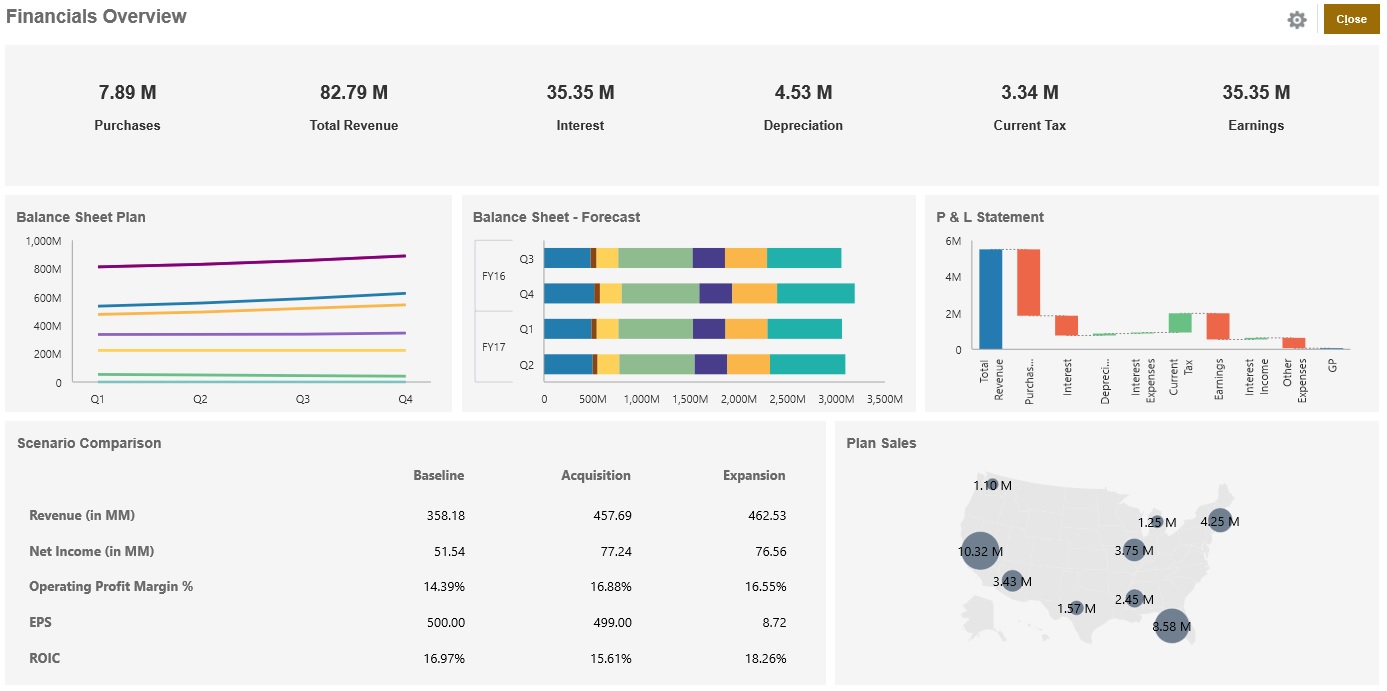 Financials Overview
Close
7.89 M 82.79 M 35.35 M 4.53 M 3.34 M 35.35 M
Purchases Total Revenue Interest Depreciation Current Tax Earnings
Balance Sheet Plan
1,000M
800M
600M
400M
200M
0
Q1 Q2 Q3 Q4
Balance Sheet - Forecast
FY16
Q3
Q4
FY17
Q1
Q2
0 500M 1,000M 1,500M 2,000M 2,500M 3,000M 3,500M
P & L Statement
6M
4M
2M
0
Total Revenue
Purchas...
Interest
Depreci...
Interest Expenses
Current Tax
Earnings
Interest Income
Other Expenses
GP
Scenario Comparison
Baseline Acquisition Expansion
Revenue (in MM) 358.18 457.69 462.53
Net Income (in MM) 51.54 77.24 76.56
Operating Profit Margin % 14.39% 16.88% 16.55%
EPS 500.00 499.00 8.72
ROIC 16.97% 15.61% 18.26%
Plan Sales
1.10 M
1.25 M
4.25 M
10.32 M
3.75 M
3.43 M
1.57 M
2.45 M
8.58 M